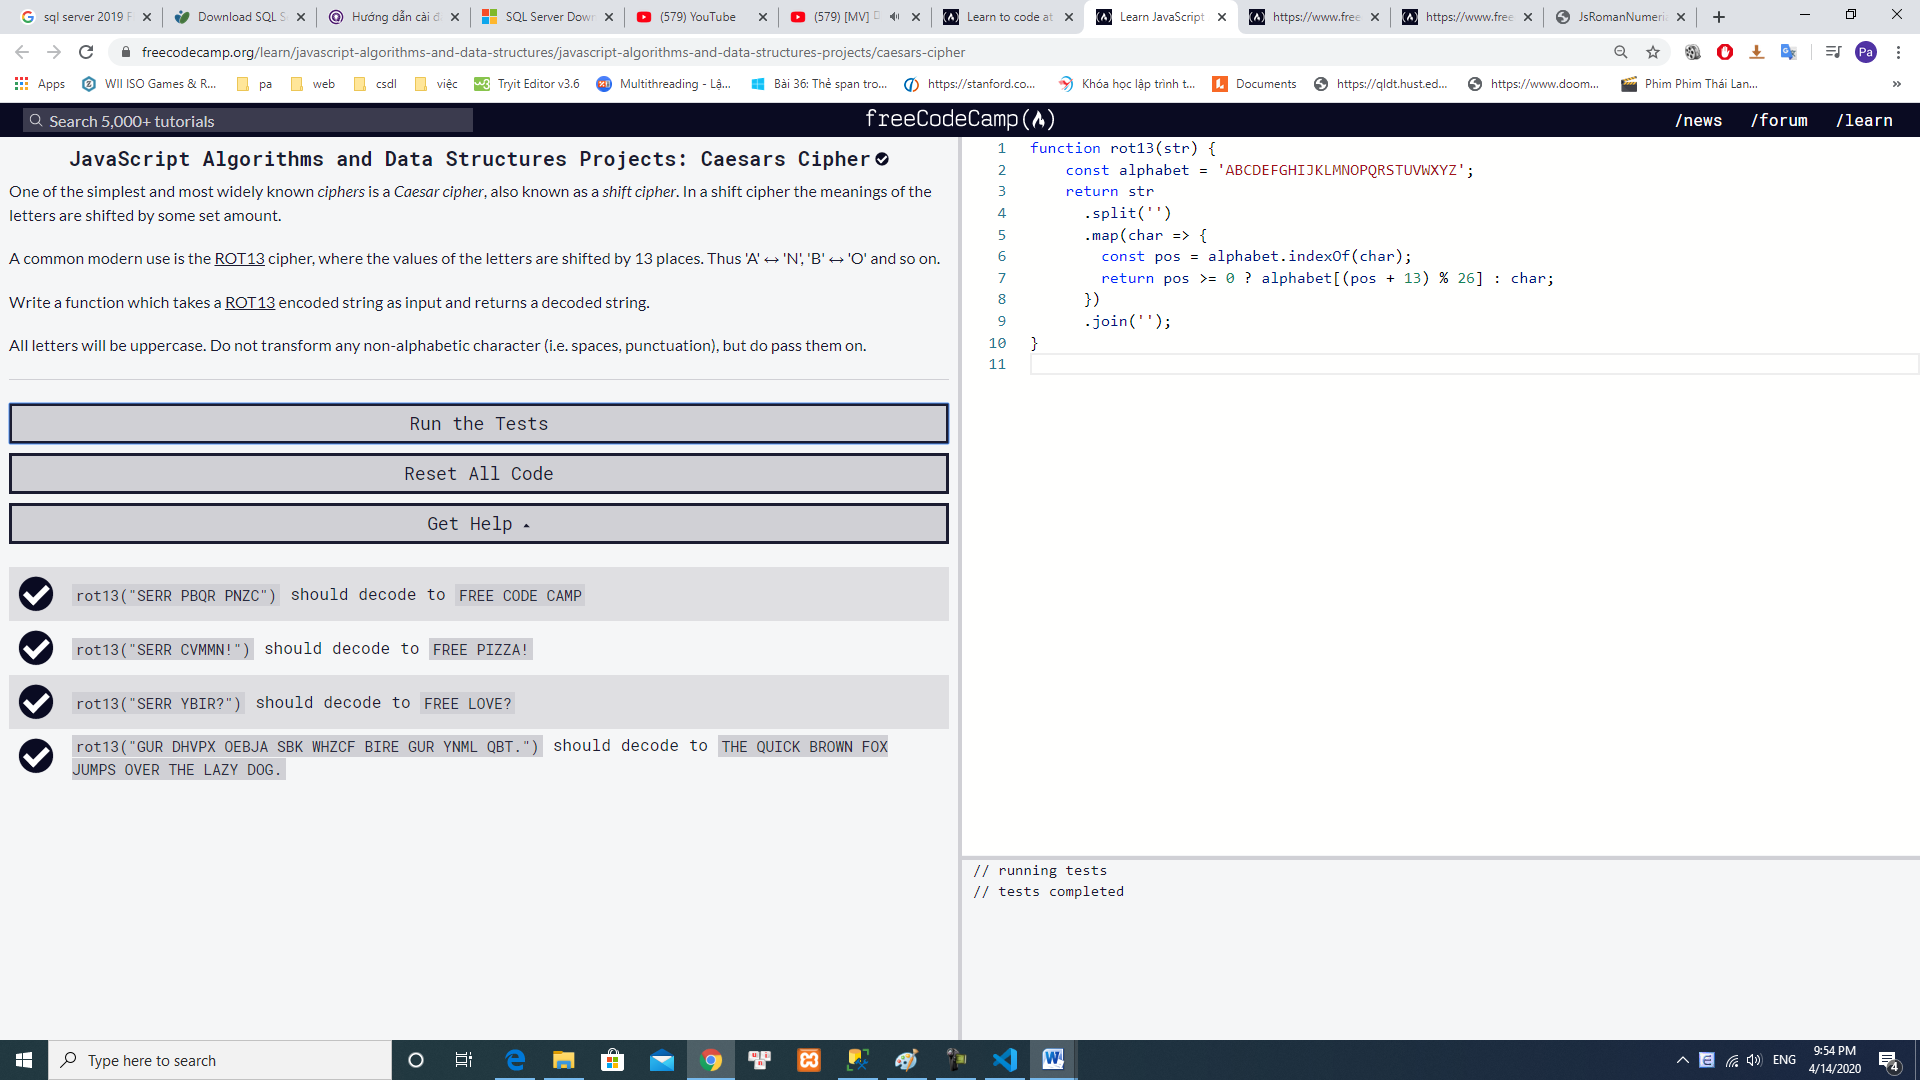 sql server 2019 F
Download SQL S
Hướng dẫn cài đ
SQL Server Down
(579) YouTube
(579) [MV]
Learn to code at
Learn JavaScript
https://www.free
https://www.free
JsRomanNumeral
freecodecamp.org/learn/javascript-algorithms-and-data-structures/javascript-algorithms-and-data-structures-projects/caesars-cipher
Pa
Apps
WII ISO Games & R...
pa
web
csdl
việc
Tryit Editor v3.6
Multithreading - Lậ...
Bài 36: Thẻ span tro...
https://stanford.co...
Khóa học lập trình t...
Documents
https://qldt.hust.ed...
https://www.doom...
Phim Phim Thái Lan...
»
Search 5,000+ tutorials
freeCodeCamp
/news
/forum
/learn
JavaScript Algorithms and Data Structures Projects: Caesars Cipher
One of the simplest and most widely known ciphers is a Caesar cipher, also known as a shift cipher. In a shift cipher the meanings of the
letters are shifted by some set amount.
A common modern use is the ROT13 cipher, where the values of the letters are shifted by 13 places. Thus 'A' ↔ 'N', 'B' ↔ 'O' and so on.
Write a function which takes a ROT13 encoded string as input and returns a decoded string.
All letters will be uppercase. Do not transform any non-alphabetic character (i.e. spaces, punctuation), but do pass them on.
Run the Tests
Reset All Code
Get Help
rot13("SERR PBQR PNZC") should decode to FREE CODE CAMP
rot13("SERR CVMMN!") should decode to FREE PIZZA!
rot13("SERR YBIR?") should decode to FREE LOVE?
rot13("GUR DHVPX OEBJA SBK WHZCF BIRE GUR YNML QBT.") should decode to THE QUICK BROWN FOX
JUMPS OVER THE LAZY DOG.
1 function rot13(str) {
2 const alphabet = 'ABCDEFGHIJKLMNOPQRSTUVWXYZ';
3 return str
4 .split('')
5 .map(char => {
6 const pos = alphabet.indexOf(char);
7 return pos >= 0 ? alphabet[(pos + 13) % 26] : char;
8 })
9 .join('');
10 }
11
// running tests
// tests completed
Type here to search
ENG
9:54 PM
4/14/2020
4